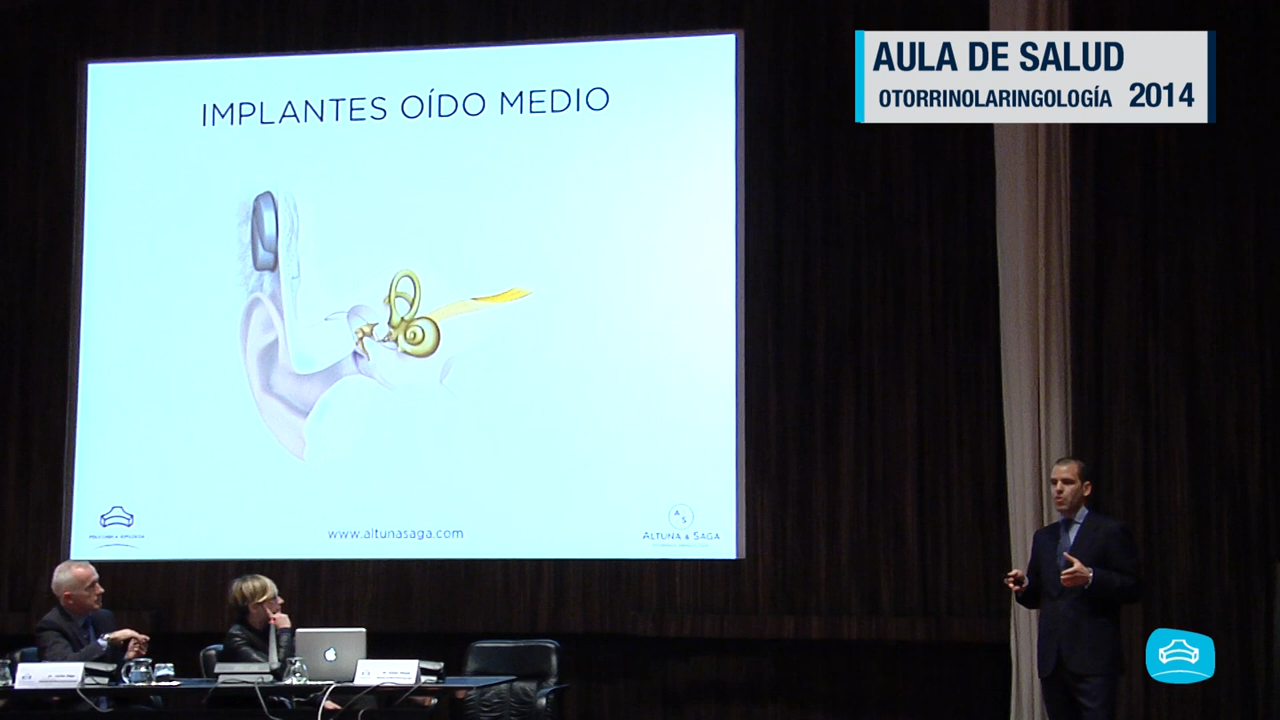 IMPLANTES OÍDO MEDIO
www.altunasaga.com
A S
ALTUNA & SAGA
AULA DE SALUD
OTORRINOLARINGOLOGÍA 2014